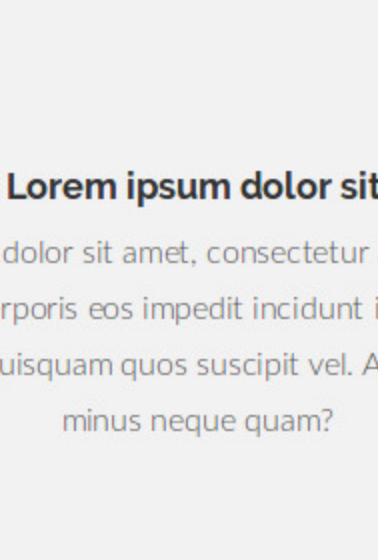 Lorem ipsum dolor sit
dolor sit amet, consectetur
rporis eos impedit incidunt i
uisquam quos suscipit vel. A
minus neque quam?